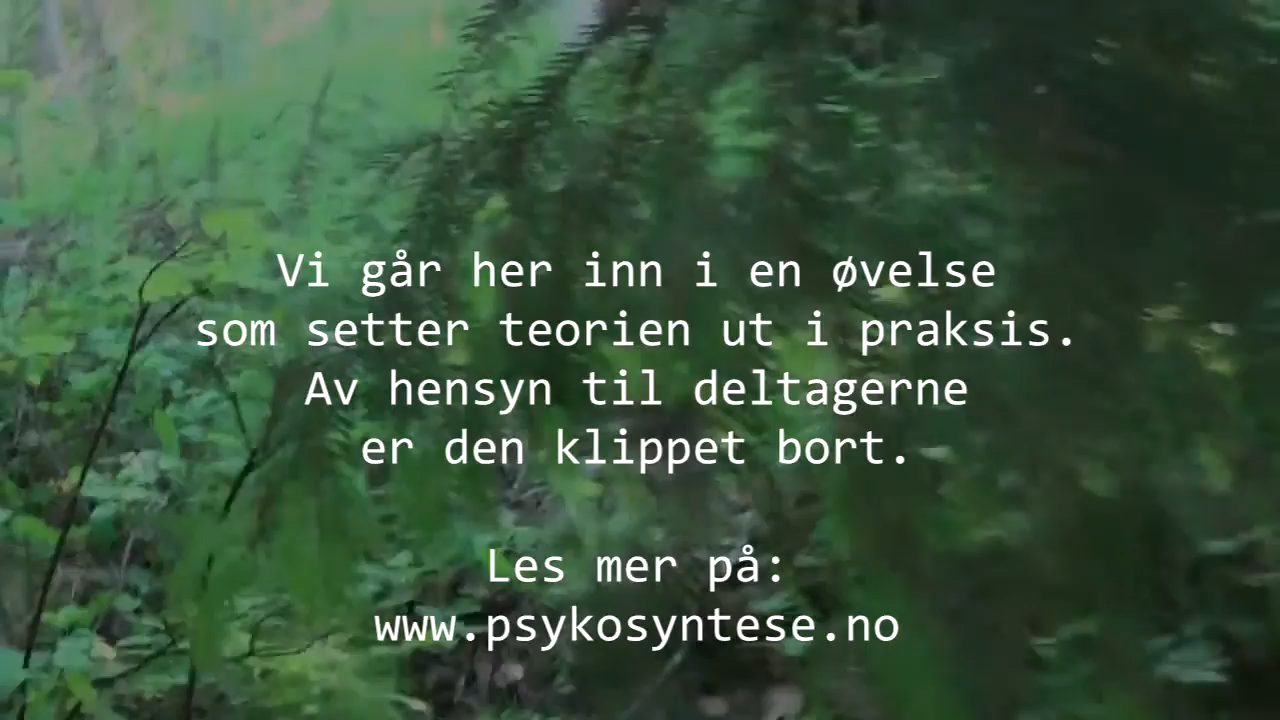 Vi går her inn i en øvelse
som setter teorien ut i praksis.
Av hensyn til deltagerne
er den klippet bort.
Les mer på:
www.psykosyntese.no